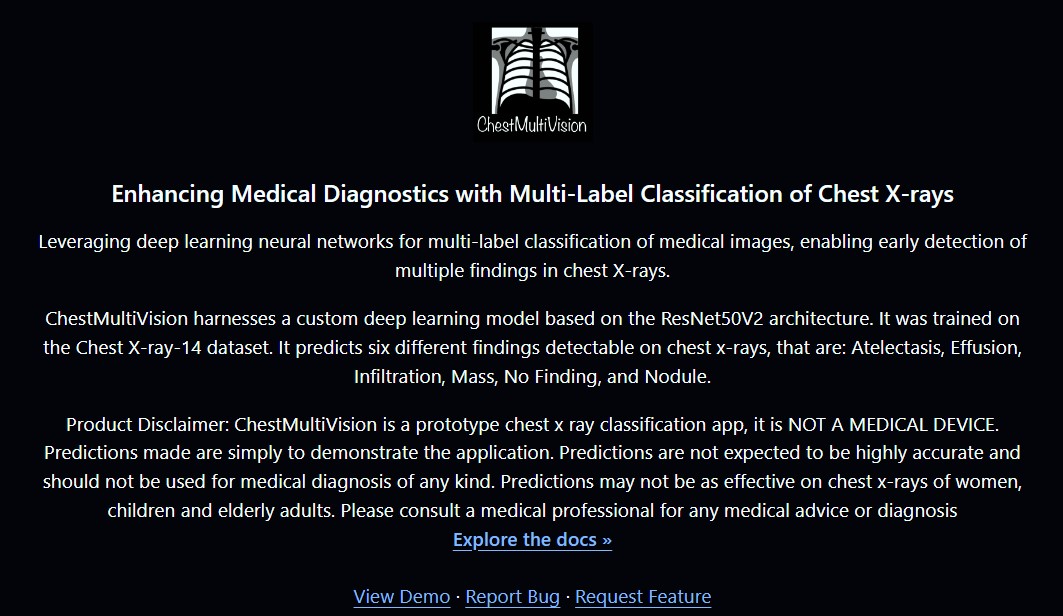 ChestMultiVision
Enhancing Medical Diagnostics with Multi-Label Classification of Chest X-rays
Leveraging deep learning neural networks for multi-label classification of medical images, enabling early detection of
multiple findings in chest X-rays.
ChestMultiVision harnesses a custom deep learning model based on the ResNet50V2 architecture. It was trained on
the Chest X-ray-14 dataset. It predicts six different findings detectable on chest x-rays, that are: Atelectasis, Effusion,
Infiltration, Mass, No Finding, and Nodule.
Product Disclaimer: ChestMultiVision is a prototype chest x ray classification app, it is NOT A MEDICAL DEVICE.
Predictions made are simply to demonstrate the application. Predictions are not expected to be highly accurate and
should not be used for medical diagnosis of any kind. Predictions may not be as effective on chest x-rays of women,
children and elderly adults. Please consult a medical professional for any medical advice or diagnosis
Explore the docs »
View Demo · Report Bug · Request Feature